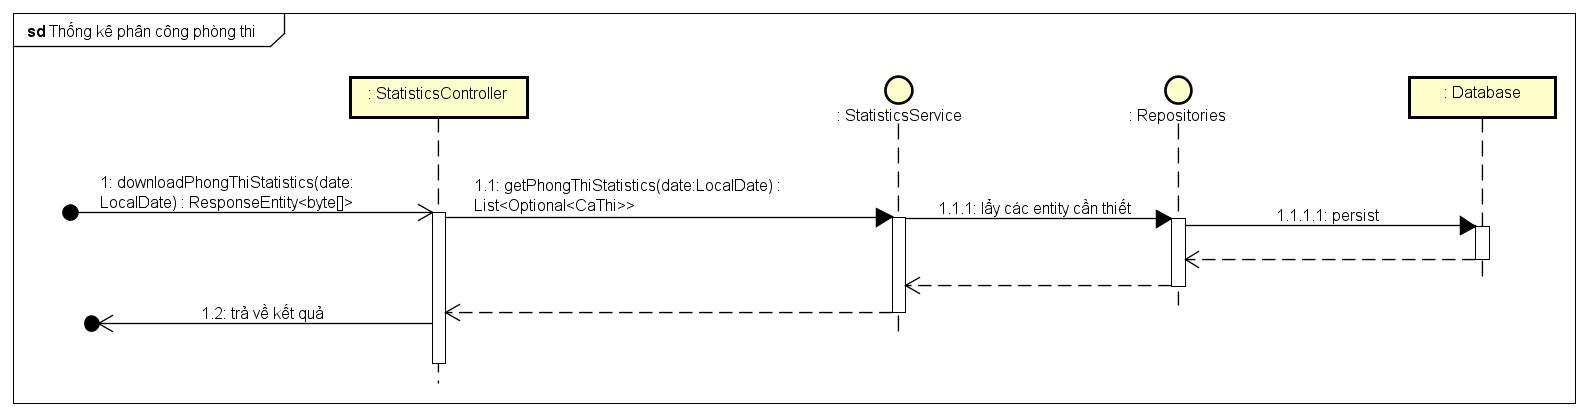 sd Thống kê phân công phòng thi
: StatisticsController
: StatisticsService
: Repositories
: Database
1: downloadPhongThiStatistics(date:
LocalDate) : ResponseEntity<byte[]>
1.1: getPhongThiStatistics(date:LocalDate) :
List<Optional<CaThi>>
1.1.1: lẩy các entity cần thiết
1.1.1.1: persist
1.2: trả về kết quả